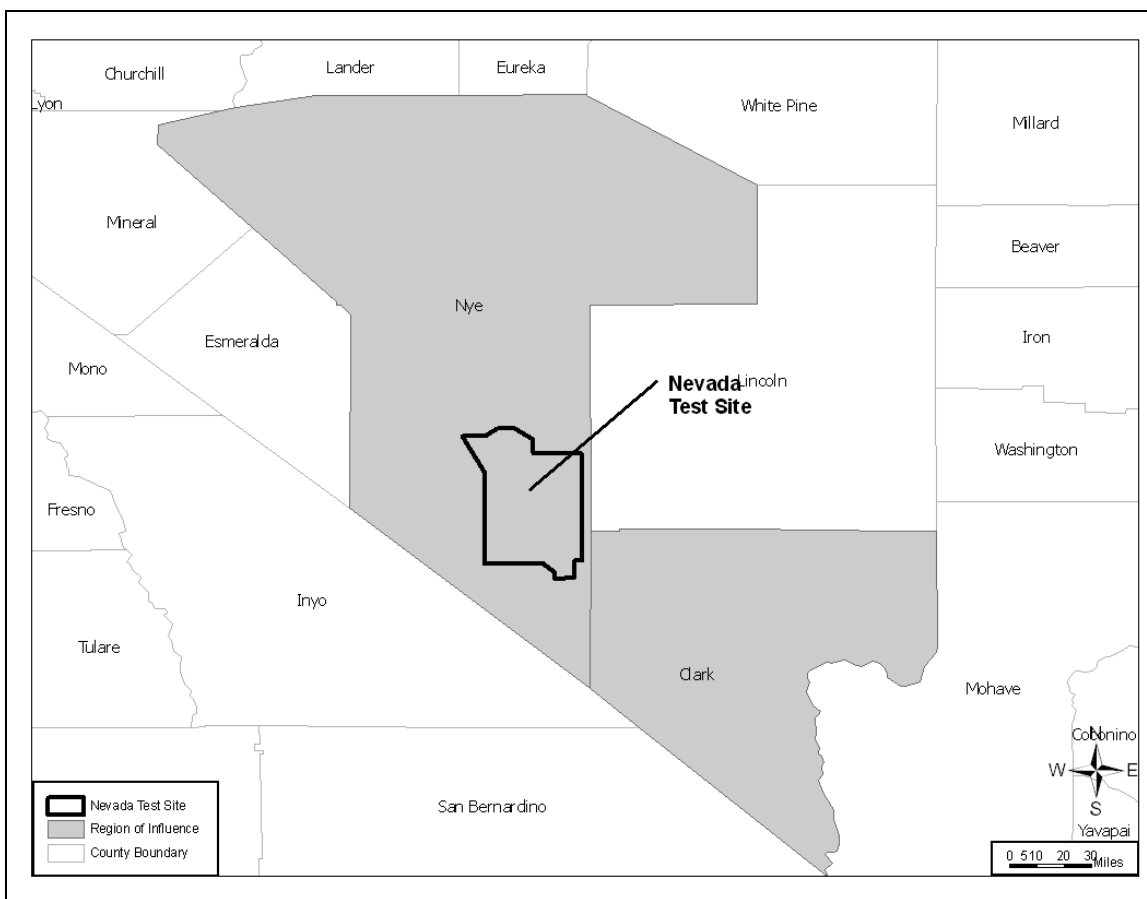 Churchill
Lander
Eureka
Lyon
White Pine
Millard
Mineral
Beaver
Nye
Esmeralda
Iron
Mono
Nevada
Lincoln
Test Site
Washington
Fresno
Inyo
Tulare
Clark
Mohave
Coconino
N
W
E
S
San Bernardino
Yavapai
Nevada Test Site
Region of Influence
County Boundary
0 5 10 20 30
Miles